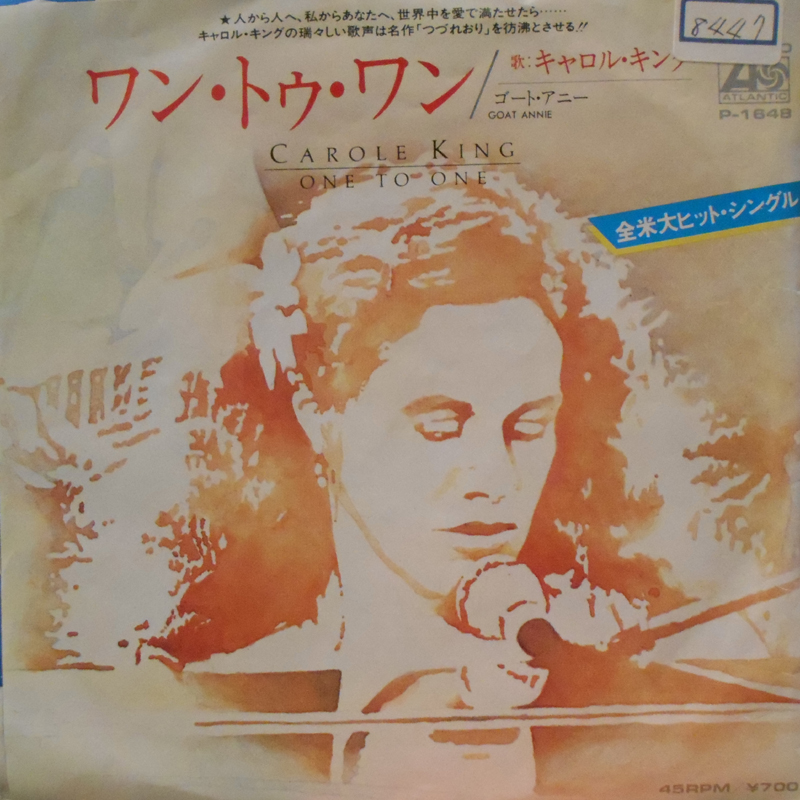 ★人から人へ、私からあなたへ、世界中を愛で満たせたら……
キャロル・キングの瑞々しい歌声は名作「つづれおり」を彷沸とさせる!!
8447
ワン・トゥ・ワン
歌:キャロル・キング
ゴート・アニー
GOAT ANNIE
ATLANTIC
P-1648
CAROLE KING
ONE TO ONE
全米大ヒット・シングル
45RPM ¥700